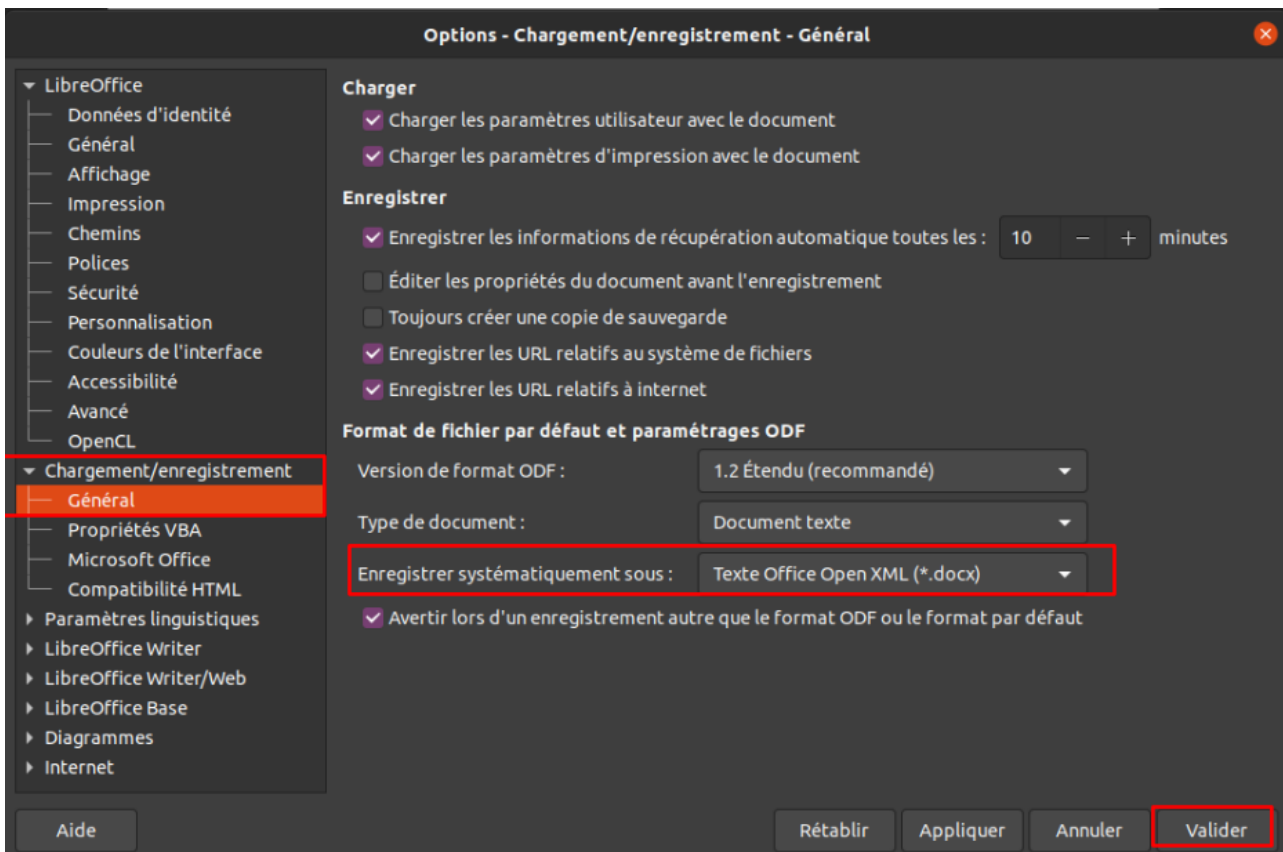 Options - Chargement/enregistrement - Général
LibreOffice
Données d'identité
Général
Affichage
Impression
Chemins
Polices
Sécurité
Personnalisation
Couleurs de l'interface
Accessibilité
Avancé
OpenCL
Chargement/enregistrement
Général
Propriétés VBA
Microsoft Office
Compatibilité HTML
Paramètres linguistiques
LibreOffice Writer
LibreOffice Writer/Web
LibreOffice Base
Diagrammes
Internet
Charger
Charger les paramètres utilisateur avec le document
Charger les paramètres d'impression avec le document
Enregistrer
Enregistrer les informations de récupération automatique toutes les : 10 − + minutes
Éditer les propriétés du document avant l'enregistrement
Toujours créer une copie de sauvegarde
Enregistrer les URL relatifs au système de fichiers
Enregistrer les URL relatifs à internet
Format de fichier par défaut et paramétrages ODF
Version de format ODF : 1.2 Étendu (recommandé)
Type de document : Document texte
Enregistrer systématiquement sous : Texte Office Open XML (*.docx)
Avertir lors d'un enregistrement autre que le format ODF ou le format par défaut
Aide Rétablir Appliquer Annuler Valider